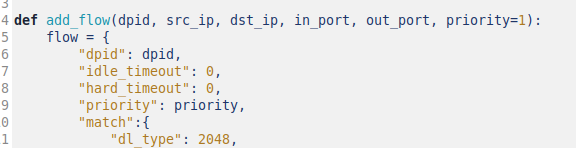 3
4 def add_flow(dpid, src_ip, dst_ip, in_port, out_port, priority=1):
5     flow = {
6         "dpid": dpid,
7         "idle_timeout": 0,
8         "hard_timeout": 0,
9         "priority": priority,
0         "match":{
1             "dl_type": 2048,